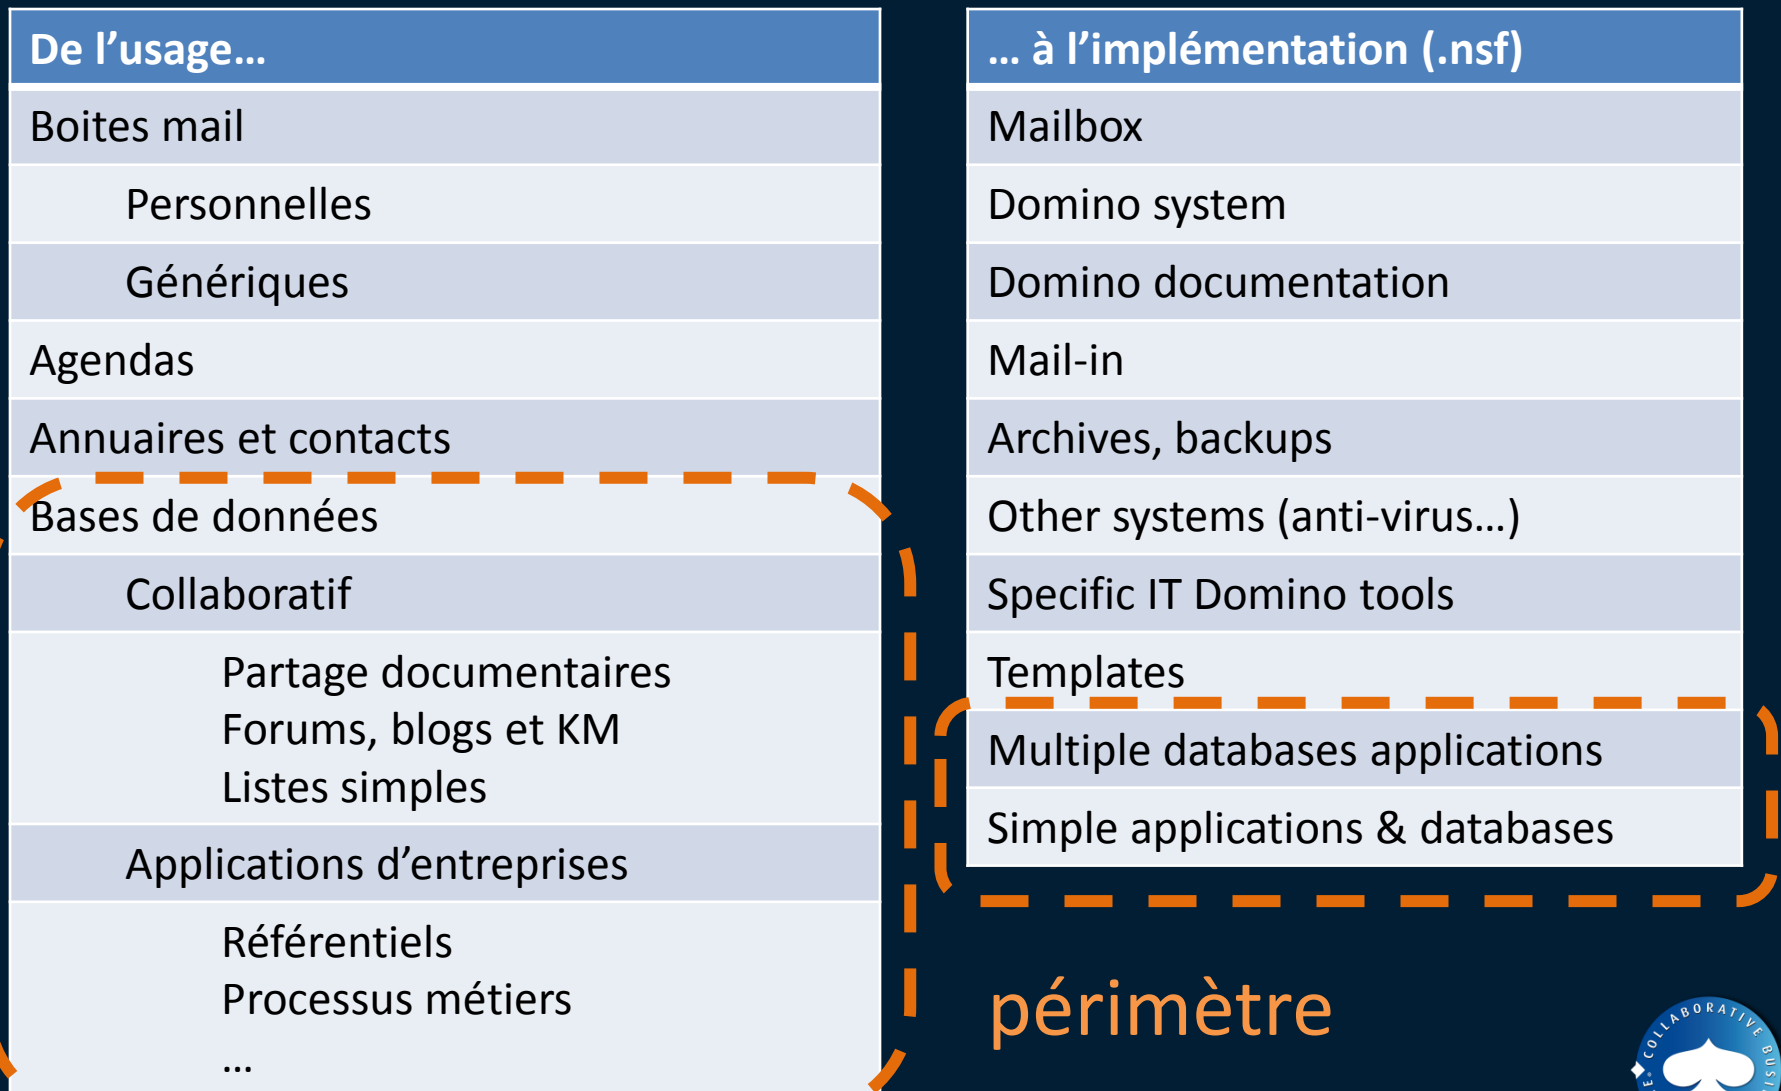 De l’usage…
Boites mail
Personnelles
Génériques
Agendas
Annuaires et contacts
Bases de données
Collaboratif
Partage documentaires
Forums, blogs et KM
Listes simples
Applications d’entreprises
Référentiels
Processus métiers
…
… à l’implémentation (.nsf)
Mailbox
Domino system
Domino documentation
Mail-in
Archives, backups
Other systems (anti-virus…)
Specific IT Domino tools
Templates
Multiple databases applications
Simple applications & databases
périmètre
COLLABORATIVE